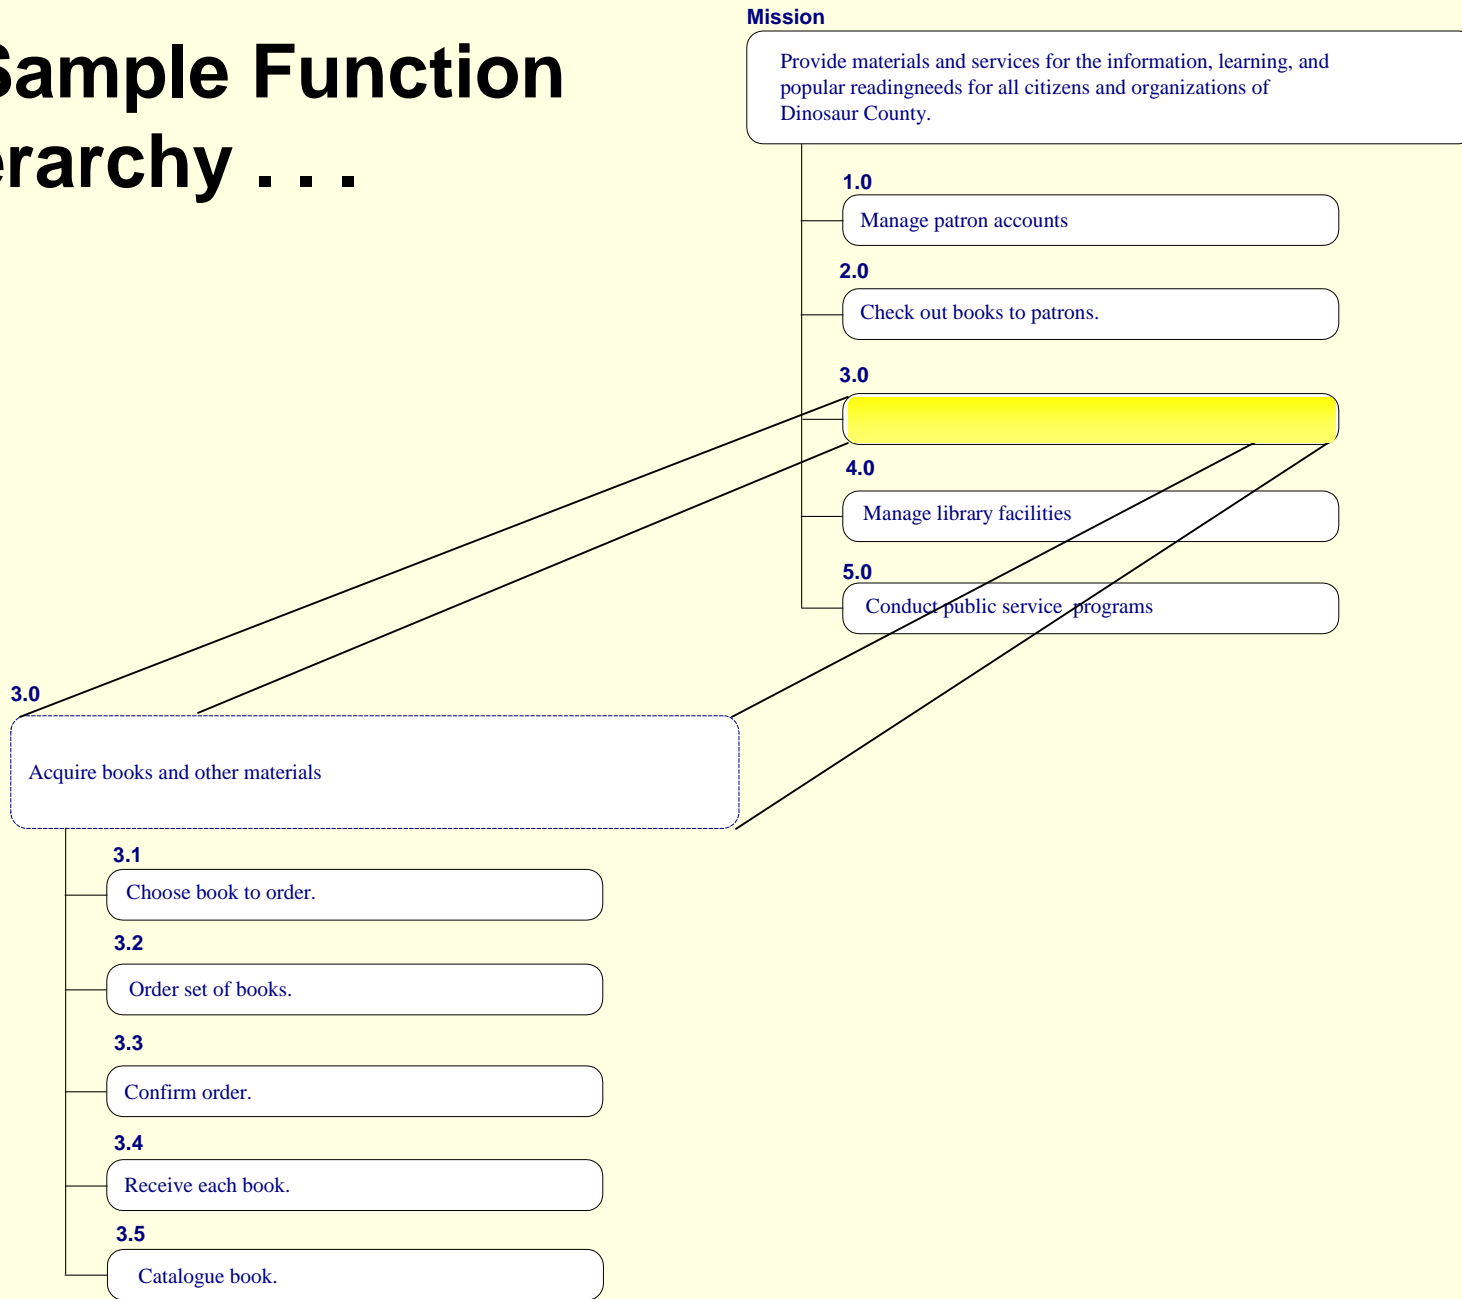 Sample Function
erarchy . . .
Mission
Provide materials and services for the information, learning, and
popular readingneeds for all citizens and organizations of
Dinosaur County.
1.0
Manage patron accounts
2.0
Check out books to patrons.
3.0
4.0
Manage library facilities
5.0
Conduct public service programs
3.0
Acquire books and other materials
3.1
Choose book to order.
3.2
Order set of books.
3.3
Confirm order.
3.4
Receive each book.
3.5
Catalogue book.